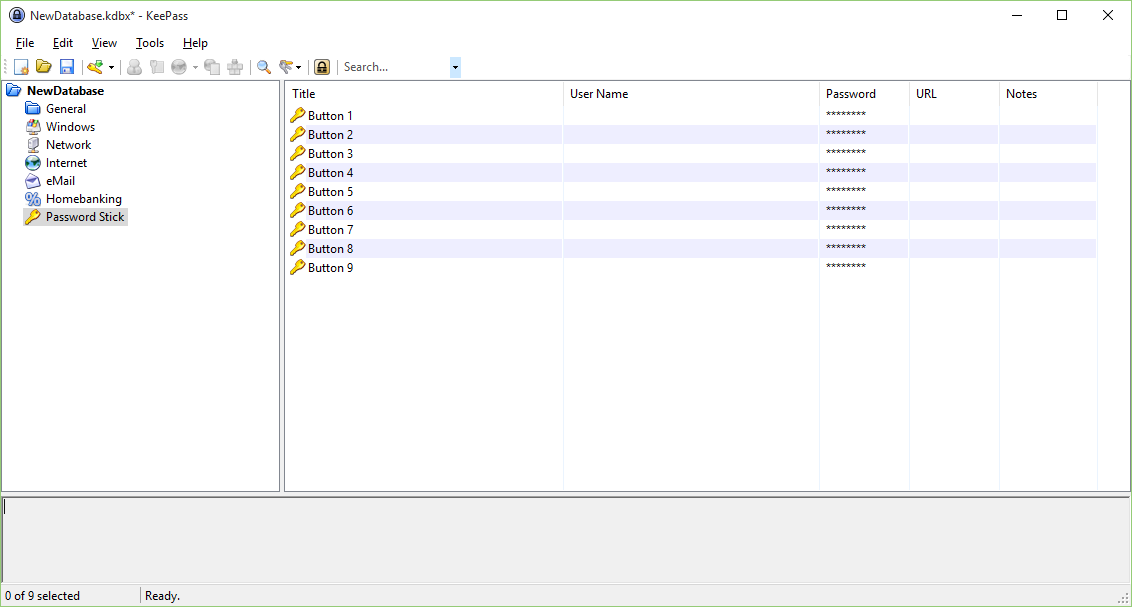 NewDatabase.kdbx* - KeePass
File Edit View Tools Help
Search...
NewDatabase
General
Windows
Network
Internet
eMail
Homebanking
Password Stick
Title User Name Password URL Notes
Button 1 ********
Button 2 ********
Button 3 ********
Button 4 ********
Button 5 ********
Button 6 ********
Button 7 ********
Button 8 ********
Button 9 ********
0 of 9 selected Ready.